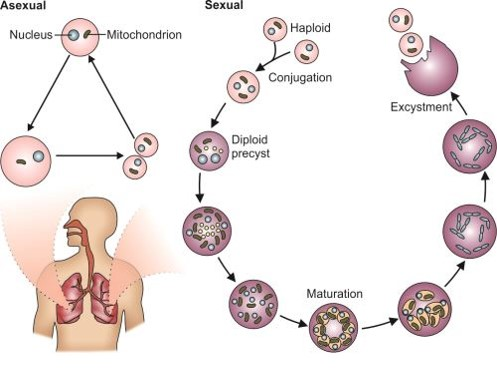 Asexual
Nucleus
Mitochondrion
Sexual
Haploid
Conjugation
Diploid
precyst
Maturation
Excystment